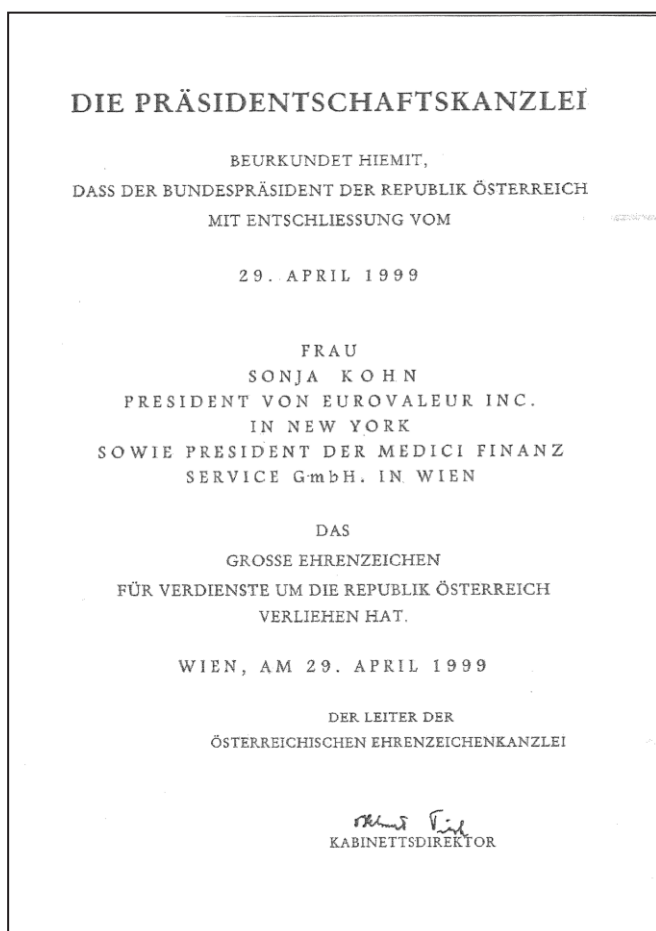 DIE PRÄSIDENTSCHAFTSKANZLEI
BEURKUNDET HIEMIT,
DASS DER BUNDESPRÄSIDENT DER REPUBLIK ÖSTERREICH
MIT ENTSCHLIESSUNG VOM
29. APRIL 1999
FRAU
SONJA KOHN
PRESIDENT VON EUROVALEUR INC.
IN NEW YORK
SOWIE PRESIDENT DER MEDICI FINANZ
SERVICE GmbH. IN WIEN
DAS
GROSSE EHRENZEICHEN
FÜR VERDIENSTE UM DIE REPUBLIK ÖSTERREICH
VERLIEHEN HAT.
WIEN, AM 29. APRIL 1999
DER LEITER DER
ÖSTERREICHISCHEN EHRENZEICHENKANZLEI
KABINETTSDIREKTOR